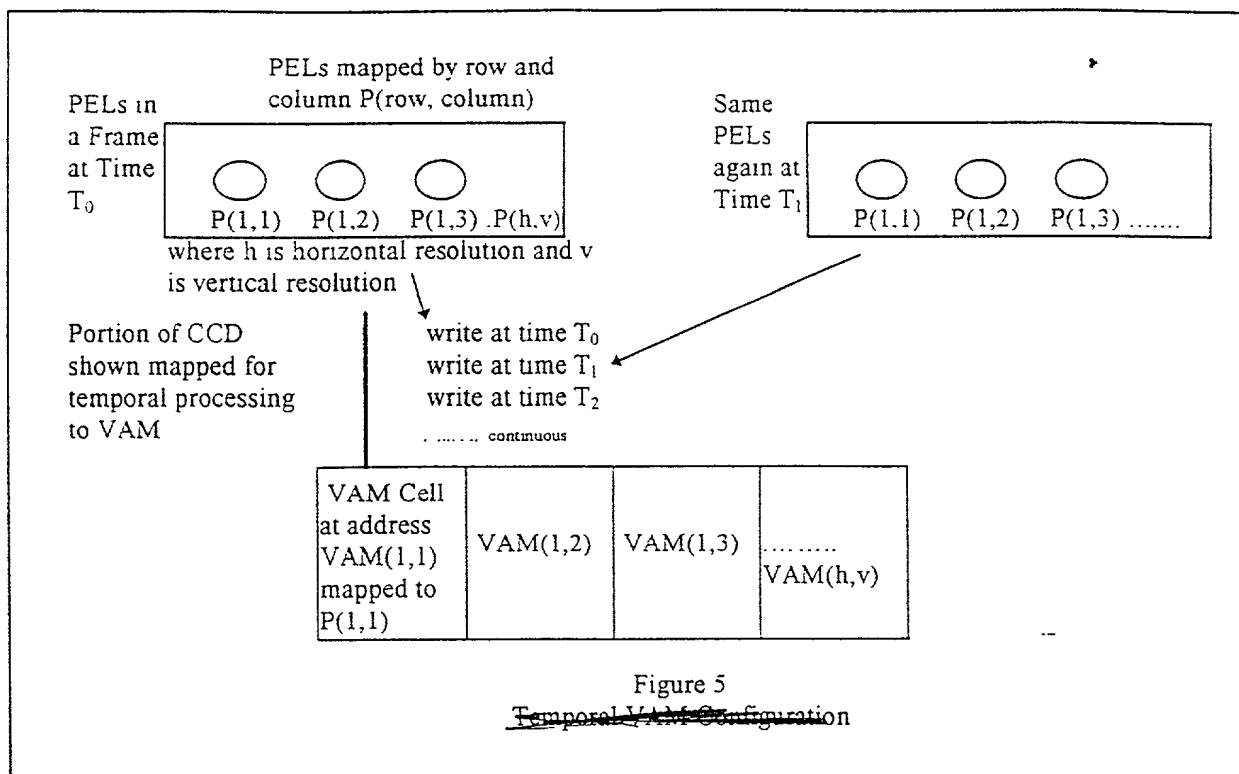 PELs mapped by row and
column P(row, column)
PELs in
a Frame
at Time
T₀
P(1,1) P(1,2) P(1,3) .P(h,v)
where h is horizontal resolution and v
is vertical resolution
Same
PELs
again at
Time T₁
P(1,1) P(1,2) P(1,3) .......
Portion of CCD
shown mapped for
temporal processing
to VAM
write at time T₀
write at time T₁
write at time T₂
. ....... continuous
VAM Cell
at address
VAM(1,1)
mapped to
P(1,1)
VAM(1,2)
VAM(1,3)
.........
VAM(h,v)
Figure 5
Temporal VAM Configuration